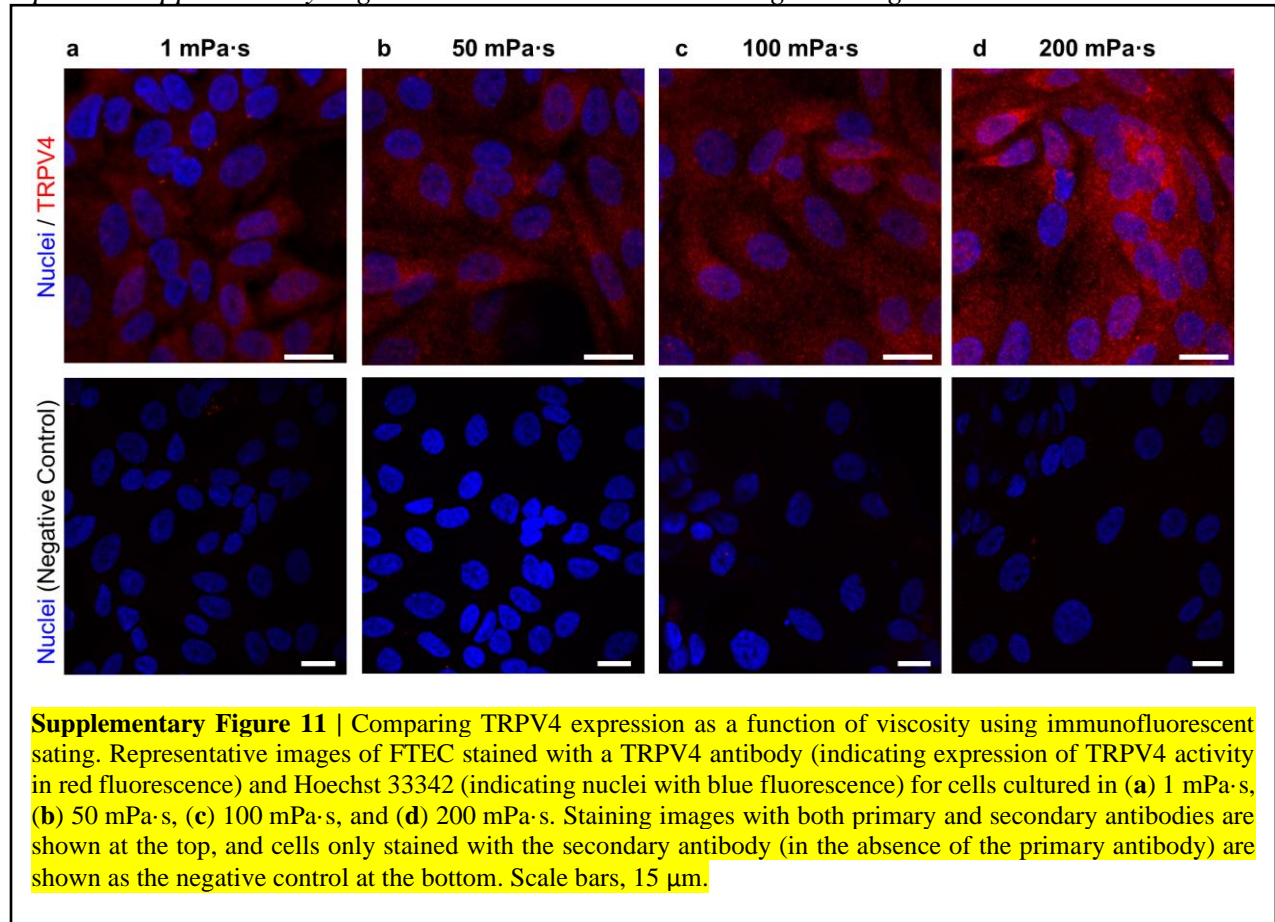 a 1 mPa·s b 50 mPa·s c 100 mPa·s d 200 mPa·s
Nuclei / TRPV4
Nuclei (Negative Control)
Supplementary Figure 11 | Comparing TRPV4 expression as a function of viscosity using immunofluorescent
sating. Representative images of FTEC stained with a TRPV4 antibody (indicating expression of TRPV4 activity
in red fluorescence) and Hoechst 33342 (indicating nuclei with blue fluorescence) for cells cultured in (a) 1 mPa·s,
(b) 50 mPa·s, (c) 100 mPa·s, and (d) 200 mPa·s. Staining images with both primary and secondary antibodies are
shown at the top, and cells only stained with the secondary antibody (in the absence of the primary antibody) are
shown as the negative control at the bottom. Scale bars, 15 μm.